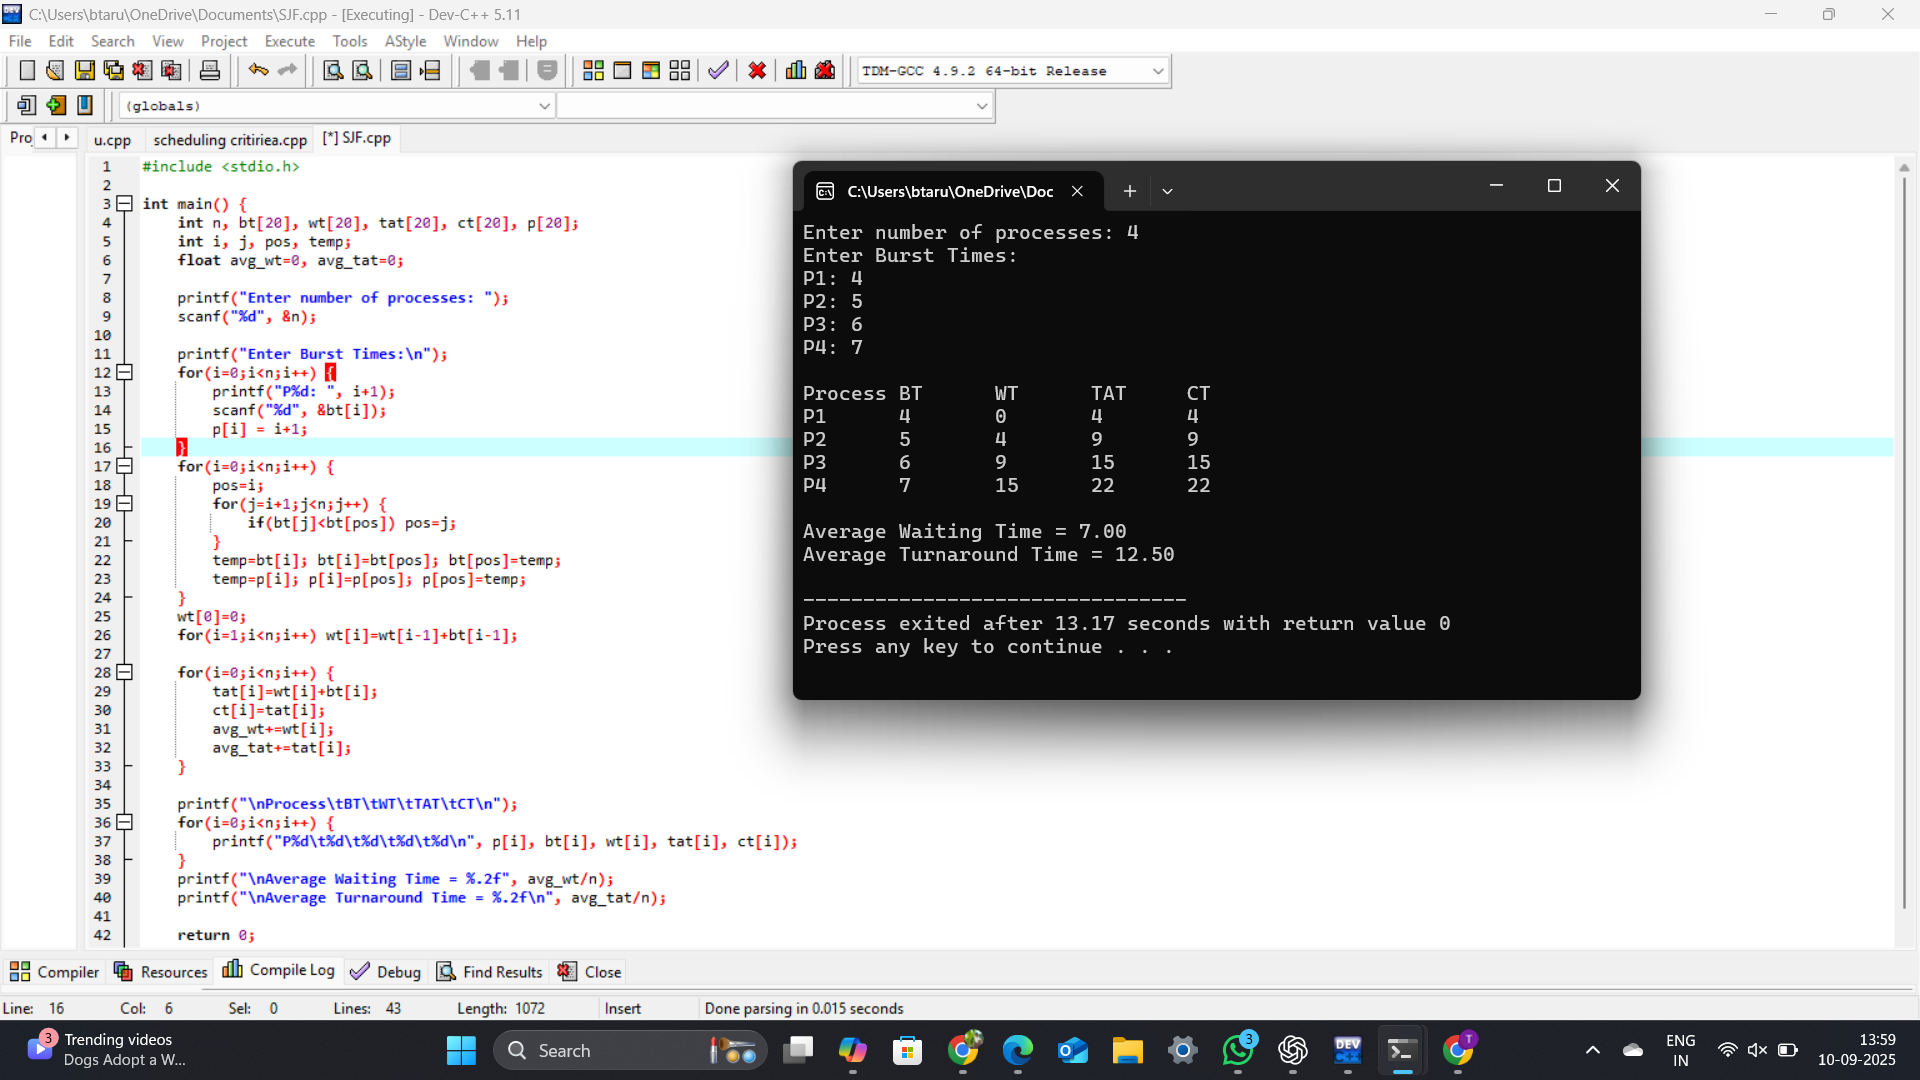 C:\Users\btaru\OneDrive\Documents\SJF.cpp - [Executing] - Dev-C++ 5.11
File Edit Search View Project Execute Tools AStyle Window Help
TDM-GCC 4.9.2 64-bit Release
(globals)
u.cpp scheduling critiriea.cpp [*] SJF.cpp
1 #include <stdio.h>
2
3 int main() {
4 int n, bt[20], wt[20], tat[20], ct[20], p[20];
5 int i, j, pos, temp;
6 float avg_wt=0, avg_tat=0;
7
8 printf("Enter number of processes: ");
9 scanf("%d", &n);
10
11 printf("Enter Burst Times:\n");
12 for(i=0;i<n;i++) {
13 printf("P%d: ", i+1);
14 scanf("%d", &bt[i]);
15 p[i] = i+1;
16 }
17 for(i=0;i<n;i++) {
18 pos=i;
19 for(j=i+1;j<n;j++) {
20 if(bt[j]<bt[pos]) pos=j;
21 }
22 temp=bt[i]; bt[i]=bt[pos]; bt[pos]=temp;
23 temp=p[i]; p[i]=p[pos]; p[pos]=temp;
24 }
25 wt[0]=0;
26 for(i=1;i<n;i++) wt[i]=wt[i-1]+bt[i-1];
27
28 for(i=0;i<n;i++) {
29 tat[i]=wt[i]+bt[i];
30 ct[i]=tat[i];
31 avg_wt+=wt[i];
32 avg_tat+=tat[i];
33 }
34
35 printf("\nProcess\tBT\tWT\tTAT\tCT\n");
36 for(i=0;i<n;i++) {
37 printf("P%d\t%d\t%d\t%d\t%d\n", p[i], bt[i], wt[i], tat[i], ct[i]);
38 }
39 printf("\nAverage Waiting Time = %.2f", avg_wt/n);
40 printf("\nAverage Turnaround Time = %.2f\n", avg_tat/n);
41
42 return 0;
C:\Users\btaru\OneDrive\Doc
Enter number of processes: 4
Enter Burst Times:
P1: 4
P2: 5
P3: 6
P4: 7
Process BT WT TAT CT
P1 4 0 4 4
P2 5 4 9 9
P3 6 9 15 15
P4 7 15 22 22
Average Waiting Time = 7.00
Average Turnaround Time = 12.50
--------------------------------
Process exited after 13.17 seconds with return value 0
Press any key to continue . . .
Compiler Resources Compile Log Debug Find Results Close
Line: 16 Col: 6 Sel: 0 Lines: 43 Length: 1072 Insert Done parsing in 0.015 seconds
3
Trending videos
Dogs Adopt a W...
Search
DEV
C++
3
T
ENG
IN
13:59
10-09-2025